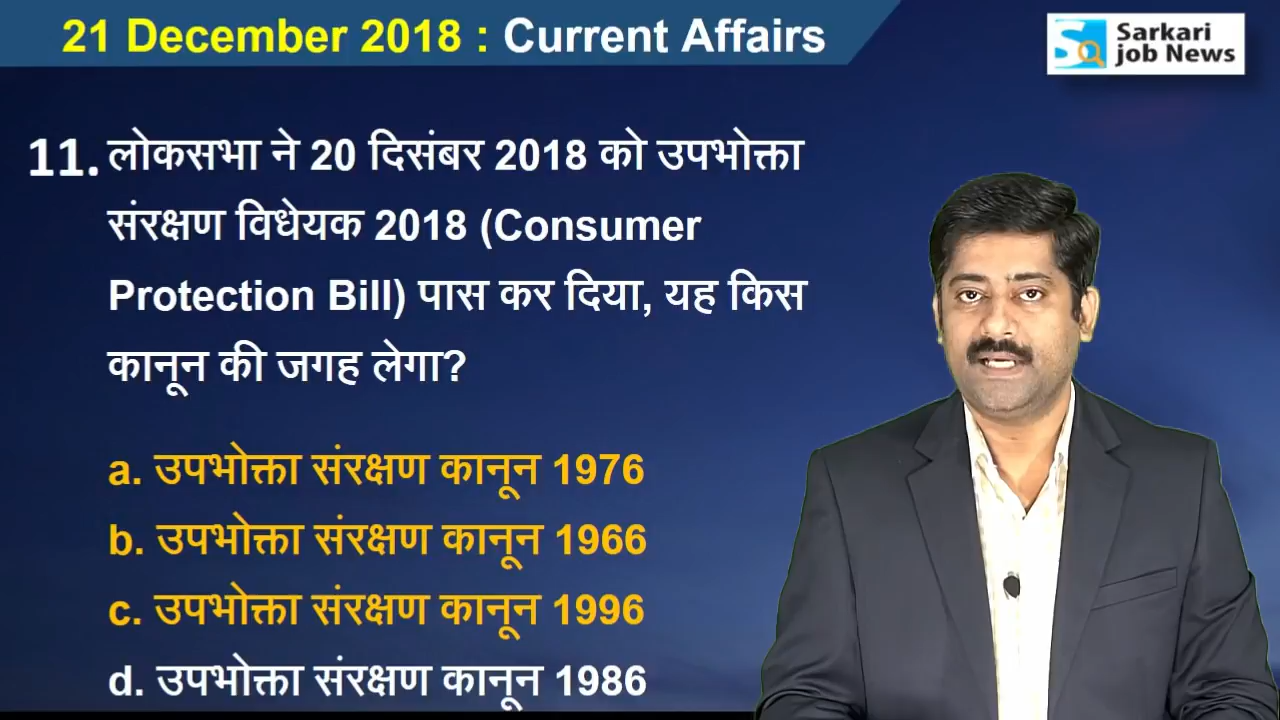 21 December 2018 : Current Affairs
Sarkari
Job News
11. लोकसभा ने 20 दिसंबर 2018 को उपभोक्ता
संरक्षण विधेयक 2018 (Consumer
Protection Bill) पास कर दिया, यह किस
कानून की जगह लेगा?
a. उपभोक्ता संरक्षण कानून 1976
b. उपभोक्ता संरक्षण कानून 1966
c. उपभोक्ता संरक्षण कानून 1996
d. उपभोक्ता संरक्षण कानून 1986